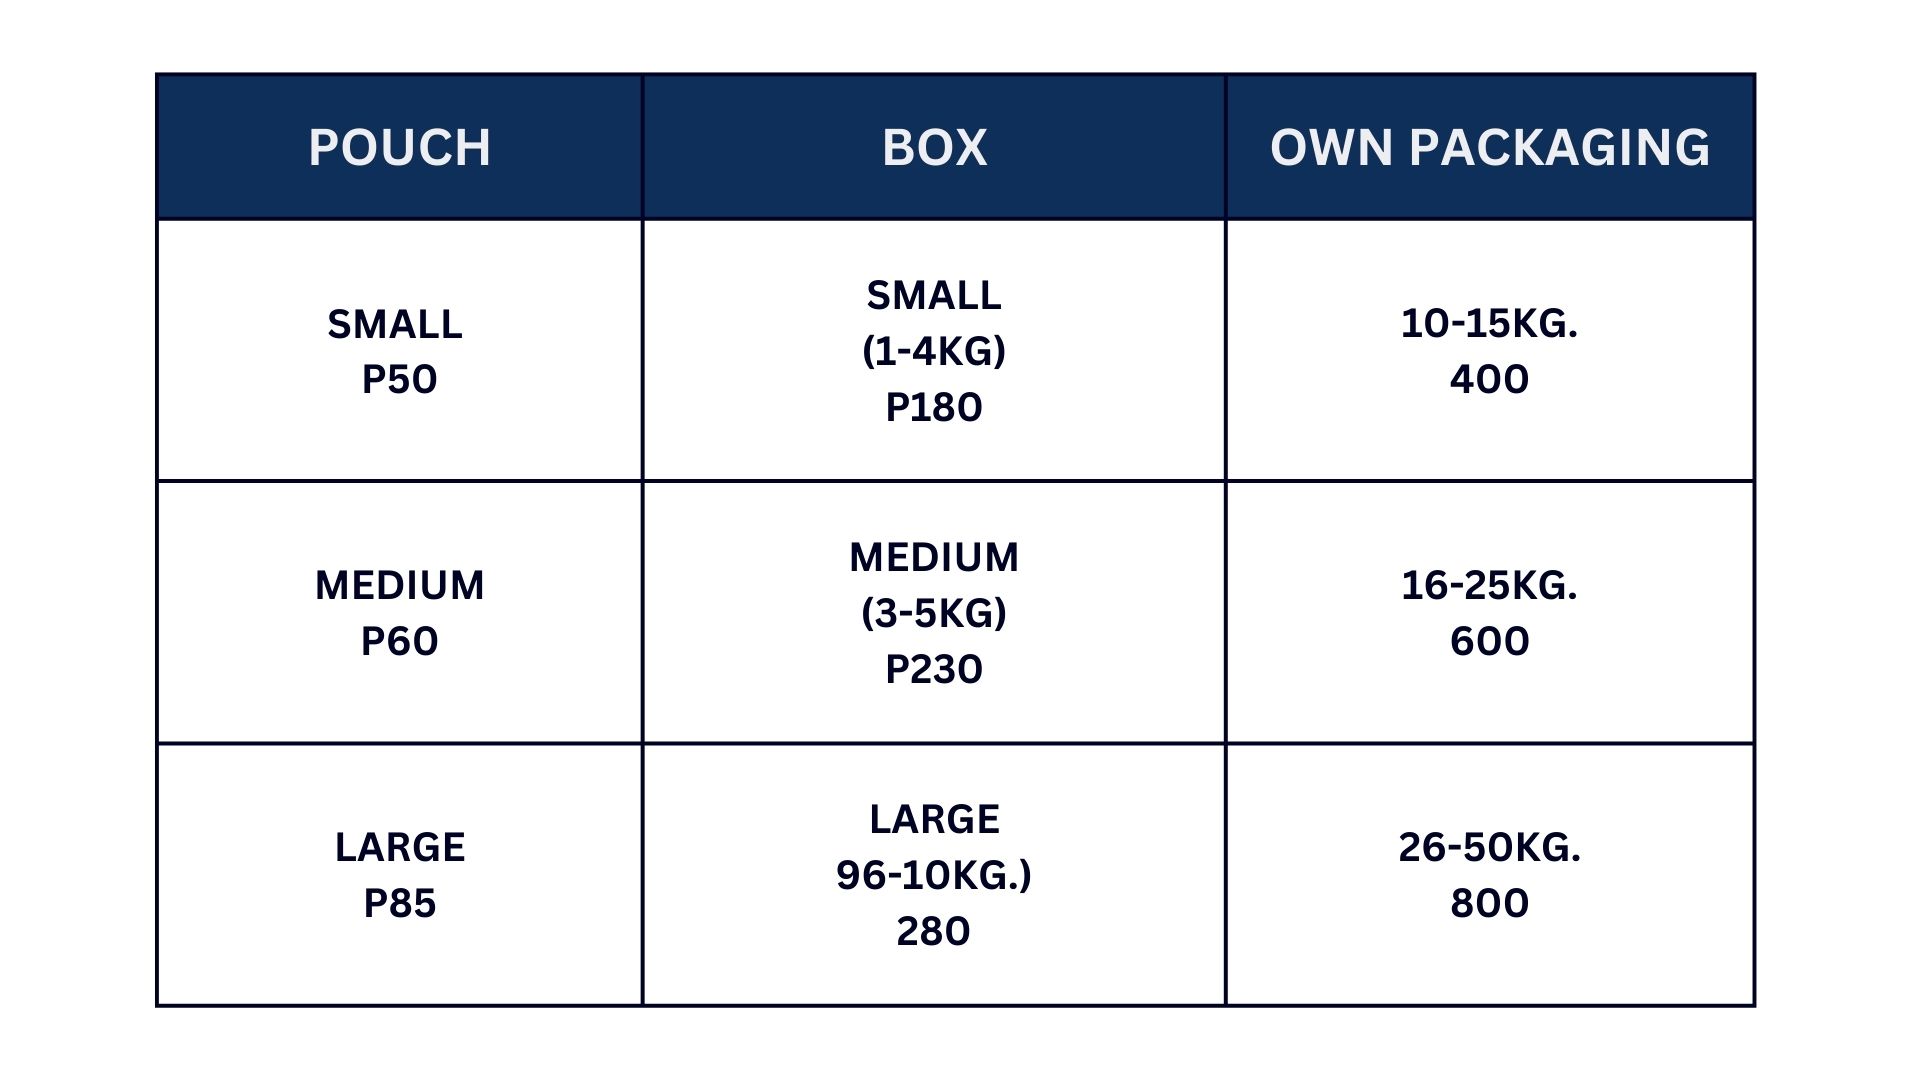 POUCH
BOX
OWN PACKAGING
SMALL
P50
SMALL
(1-4KG)
P180
10-15KG.
400
MEDIUM
P60
MEDIUM
(3-5KG)
P230
16-25KG.
600
LARGE
P85
LARGE
96-10KG.)
280
26-50KG.
800